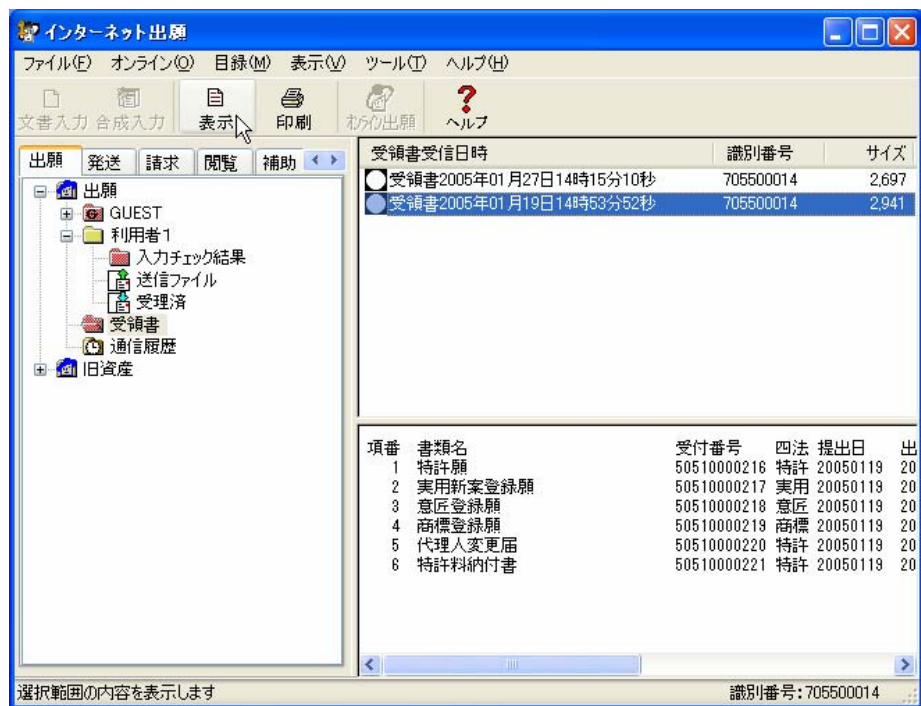 インターネット出願
ファイル(F) オンライン(O) 目録(M) 表示(V) ツール(T) ヘルプ(H)
文書入力 合成入力 表示 印刷 オンライン出願 ヘルプ
出願 発送 請求 閲覧 補助
出願
GUEST
利用者1
入力チェック結果
送信ファイル
受理済
受領書
通信履歴
旧資産
受領書受信日時 識別番号 サイズ
受領書2005年01月27日14時15分10秒 705500014 2,697
受領書2005年01月19日14時53分52秒 705500014 2,941
項番 書類名 受付番号 四法 提出日 出
1 特許願 50510000216 特許 20050119 20
2 実用新案登録願 50510000217 実用 20050119 20
3 意匠登録願 50510000218 意匠 20050119 20
4 商標登録願 50510000219 商標 20050119 20
5 代理人変更届 50510000220 特許 20050119 20
6 特許料納付書 50510000221 特許 20050119 20
選択範囲の内容を表示します 識別番号:705500014